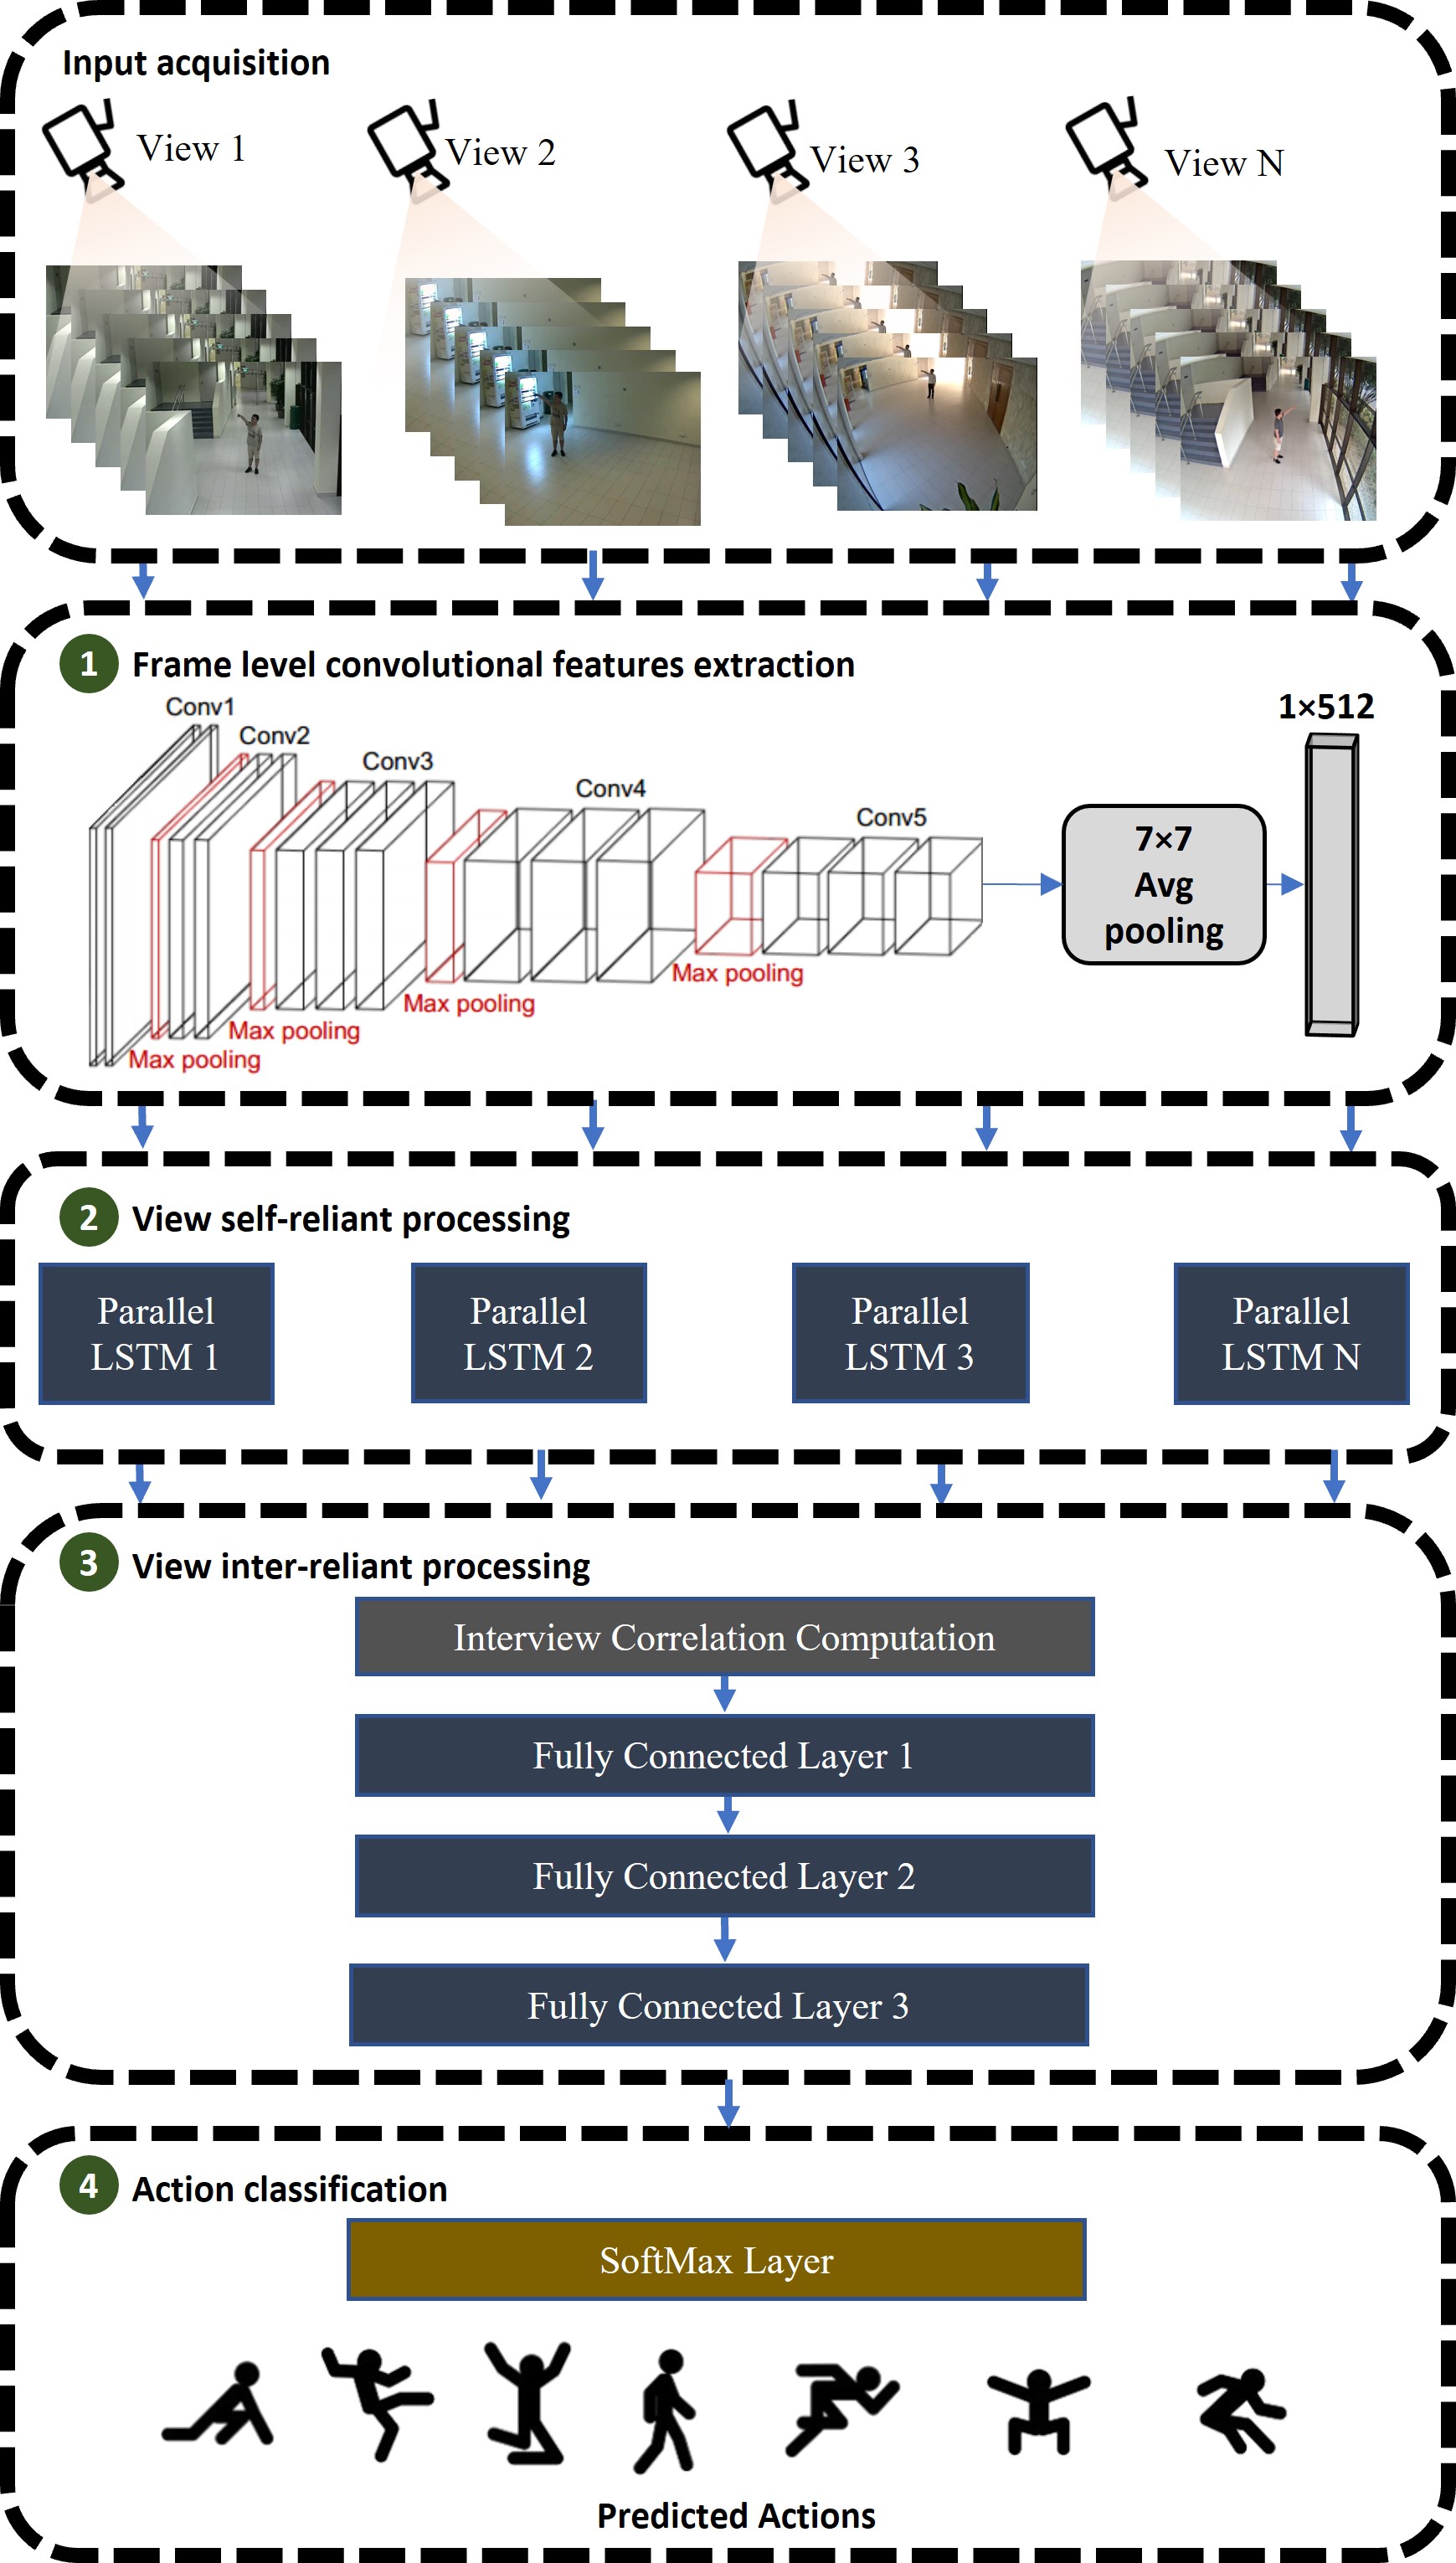 Input acquisition
View 1
View 2
View 3
View N
1
Frame level convolutional features extraction
Conv1
Conv2
Conv3
Conv4
Conv5
Max pooling
Max pooling
Max pooling
Max pooling
7×7
Avg
pooling
1×512
2
View self-reliant processing
Parallel
LSTM 1
Parallel
LSTM 2
Parallel
LSTM 3
Parallel
LSTM N
3
View inter-reliant processing
Interview Correlation Computation
Fully Connected Layer 1
Fully Connected Layer 2
Fully Connected Layer 3
4
Action classification
SoftMax Layer
Predicted Actions